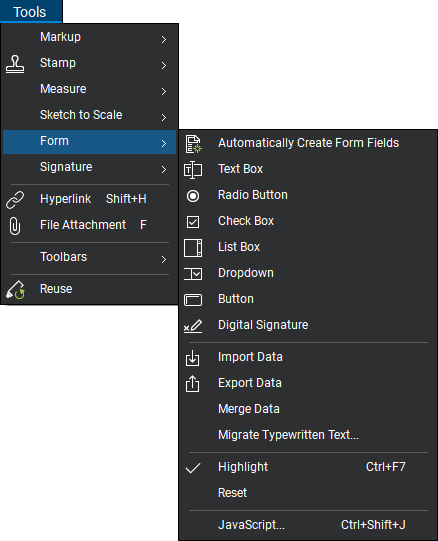 Tools
Markup
Stamp
Measure
Sketch to Scale
Form
Signature
Hyperlink Shift+H
File Attachment F
Toolbars
Reuse
Automatically Create Form Fields
Text Box
Radio Button
Check Box
List Box
Dropdown
Button
Digital Signature
Import Data
Export Data
Merge Data
Migrate Typewritten Text...
Highlight Ctrl+F7
Reset
JavaScript... Ctrl+Shift+J